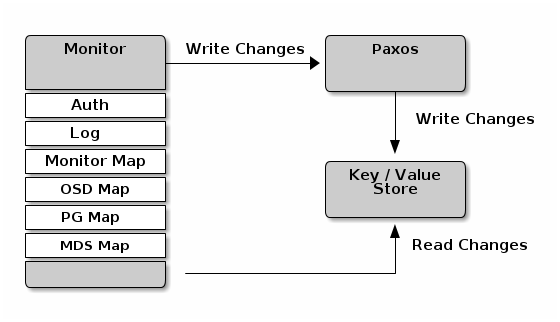 Monitor
Write Changes
Paxos
Auth
Log
Monitor Map
OSD Map
PG Map
MDS Map
Write Changes
Key / Value
Store
Read Changes